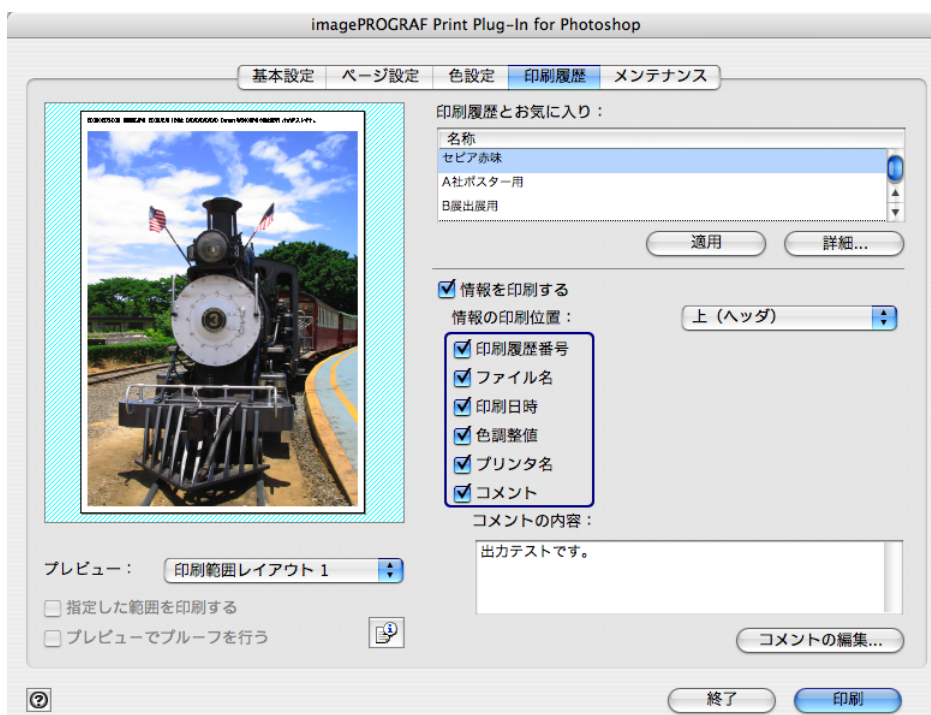 imagePROGRAF Print Plug-In for Photoshop
基本設定 ページ設定 色設定 印刷履歴 メンテナンス
印刷履歴とお気に入り：
名称
セピア赤味
A社ポスター用
B展出展用
適用 詳細...
情報を印刷する
情報の印刷位置： 上（ヘッダ）
印刷履歴番号
ファイル名
印刷日時
色調整値
プリンタ名
コメント
コメントの内容：
出力テストです。
コメントの編集...
3
プレビュー： 印刷範囲レイアウト 1
指定した範囲を印刷する
プレビューでプルーフを行う
?
終了 印刷